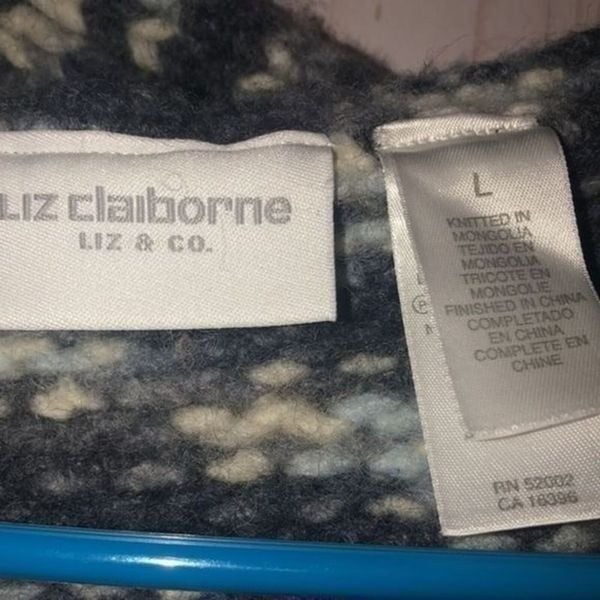 LIZ claiborne
LIZ & CO.
L
KNITTED IN
MONGOLIA
TEJIDO EN
MONGOLIA
TRICOTE EN
MONGOLIE
FINISHED IN CHINA
COMPLETADO
EN CHINA
COMPLETE EN
CHINE
RN 52002
CA 16396